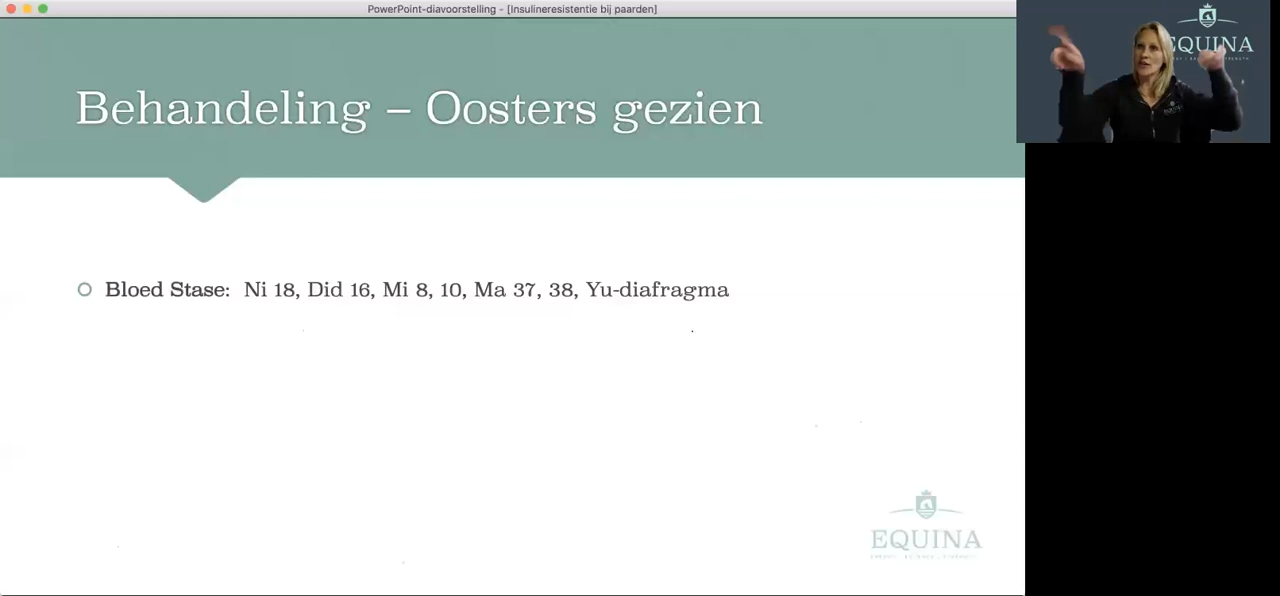 PowerPoint-diavoorstelling - [Insulineresistentie bij paarden]
EQUINA
EQUINA
Behandeling – Oosters gezien
Bloed Stase: Ni 18, Did 16, Mi 8, 10, Ma 37, 38, Yu-diafragma
EQUINA